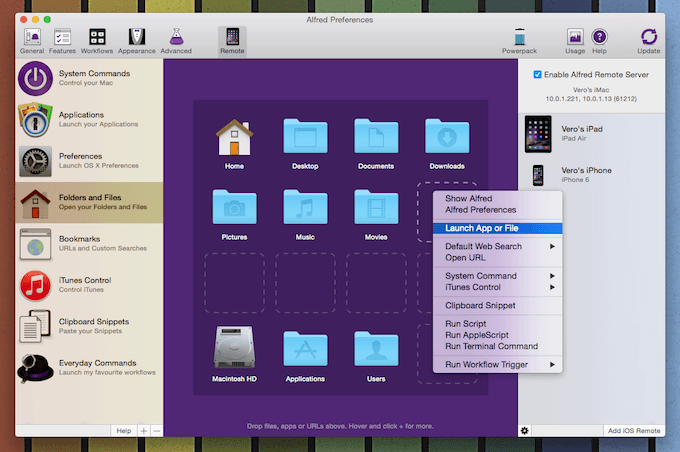 Alfred Preferences
General
Features
Workflows
Appearance
Advanced
Remote
Powerpack
Usage
Help
Update
System Commands
Control your Mac
Applications
Launch your Applications
Preferences
Launch OS X Preferences
Folders and Files
Open your Folders and Files
Bookmarks
URLs and Custom Searches
iTunes Control
Control iTunes
Clipboard Snippets
Paste your Snippets
Everyday Commands
Launch my favourite workflows
Help
+
−
Home
Desktop
Documents
Downloads
Pictures
Music
Movies
Macintosh HD
Applications
Users
Drop files, apps or URLs above. Hover and click + for more.
Show Alfred
Alfred Preferences
Launch App or File
Default Web Search
Open URL
System Command
iTunes Control
Clipboard Snippet
Run Script
Run AppleScript
Run Terminal Command
Run Workflow Trigger
Enable Alfred Remote Server
Vero's iMac
10.0.1.221, 10.0.1.13 (61212)
Vero's iPad
iPad Air
Vero's iPhone
iPhone 6
Add iOS Remote